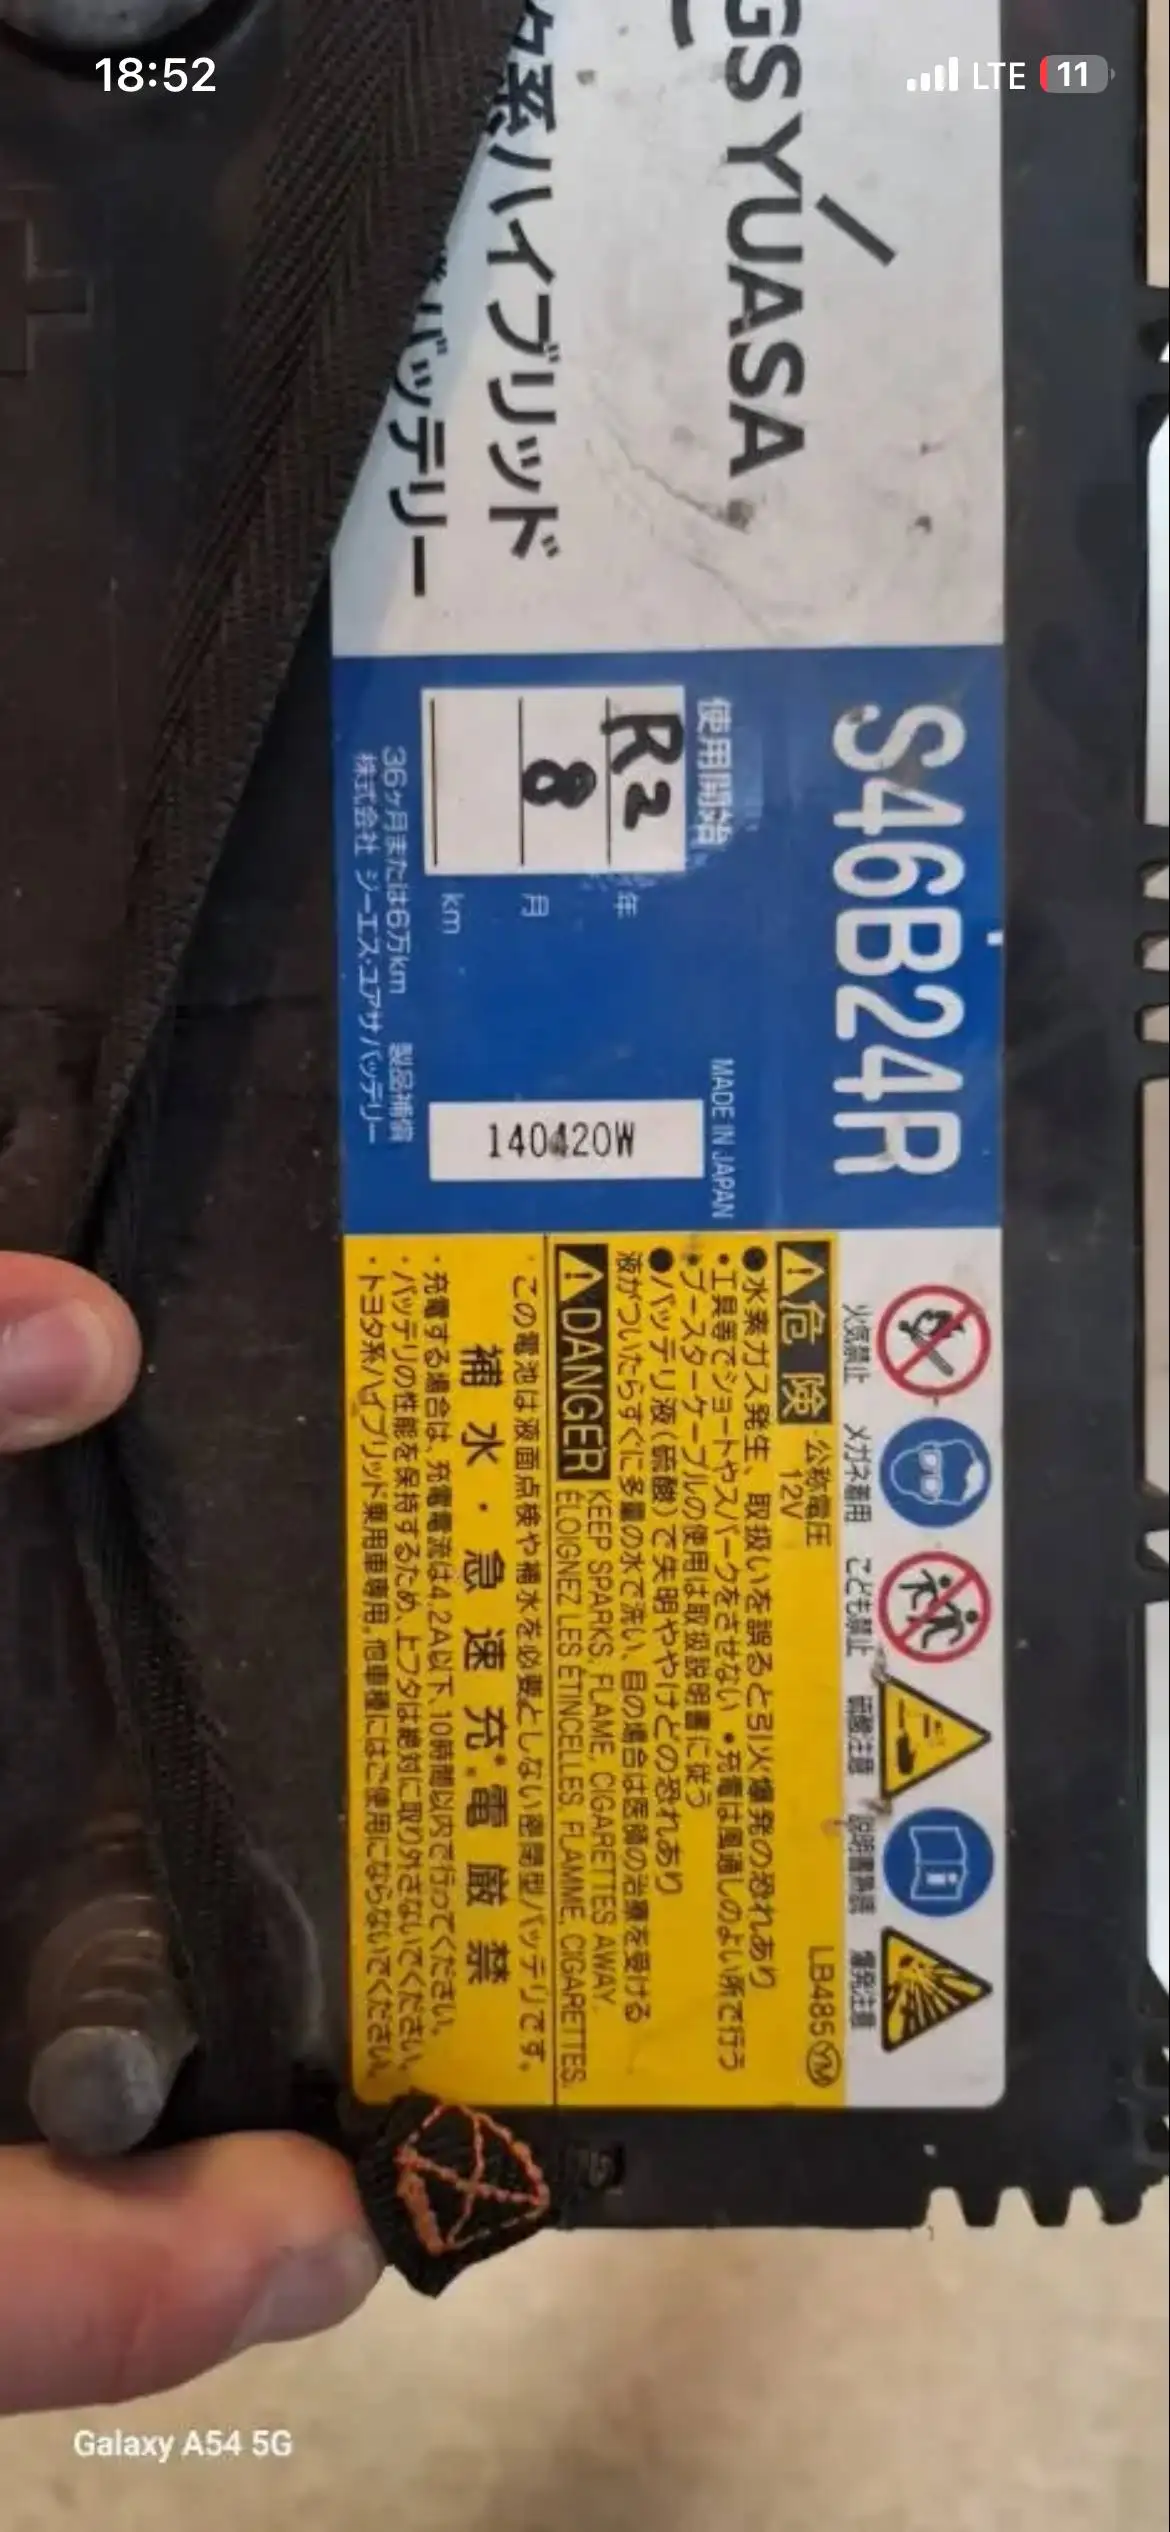 18:52
LTE
11
GS YUASA
タ系ハイブリッド
バッテリー
S46B24R
使用開始
R2 年
8 月
km
36ヶ月または6万km 製品補償
株式会社 ジーエス・ユアサ バッテリー
MADE IN JAPAN
140420W
火気禁止
メガネ着用
こども禁止
硫酸注意
説明書熟読
爆発注意
危険
公称電圧
12V
LB485 YM
●水素ガス発生、取扱いを誤ると引火爆発の恐れあり
・工具等でショートやスパークをさせない ・充電は風通しのよい所で行う
・ブースターケーブルの使用は取扱説明書に従う
●バッテリ液(硫酸)で失明ややけどの恐れあり
液がついたらすぐに多量の水で洗い、目の場合は医師の治療を受ける
DANGER
KEEP SPARKS, FLAME, CIGARETTES AWAY.
ELOIGNEZ LES ETINCELLES, FLAMME, CIGARETTES.
・この電池は液面点検や補水を必要としない密閉型バッテリです。
補水・急速充電厳禁
・充電する場合は、充電電流は4.2A以下、10時間以内で行ってください。
・バッテリの性能を保持するため、上フタは絶対に取り外さないでください。
・トヨタ系ハイブリッド乗用車専用。他車種にはご使用にならないでください。
Galaxy A54 5G